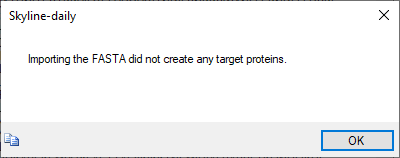 Skyline-daily
Importing the FASTA did not create any target proteins.
OK